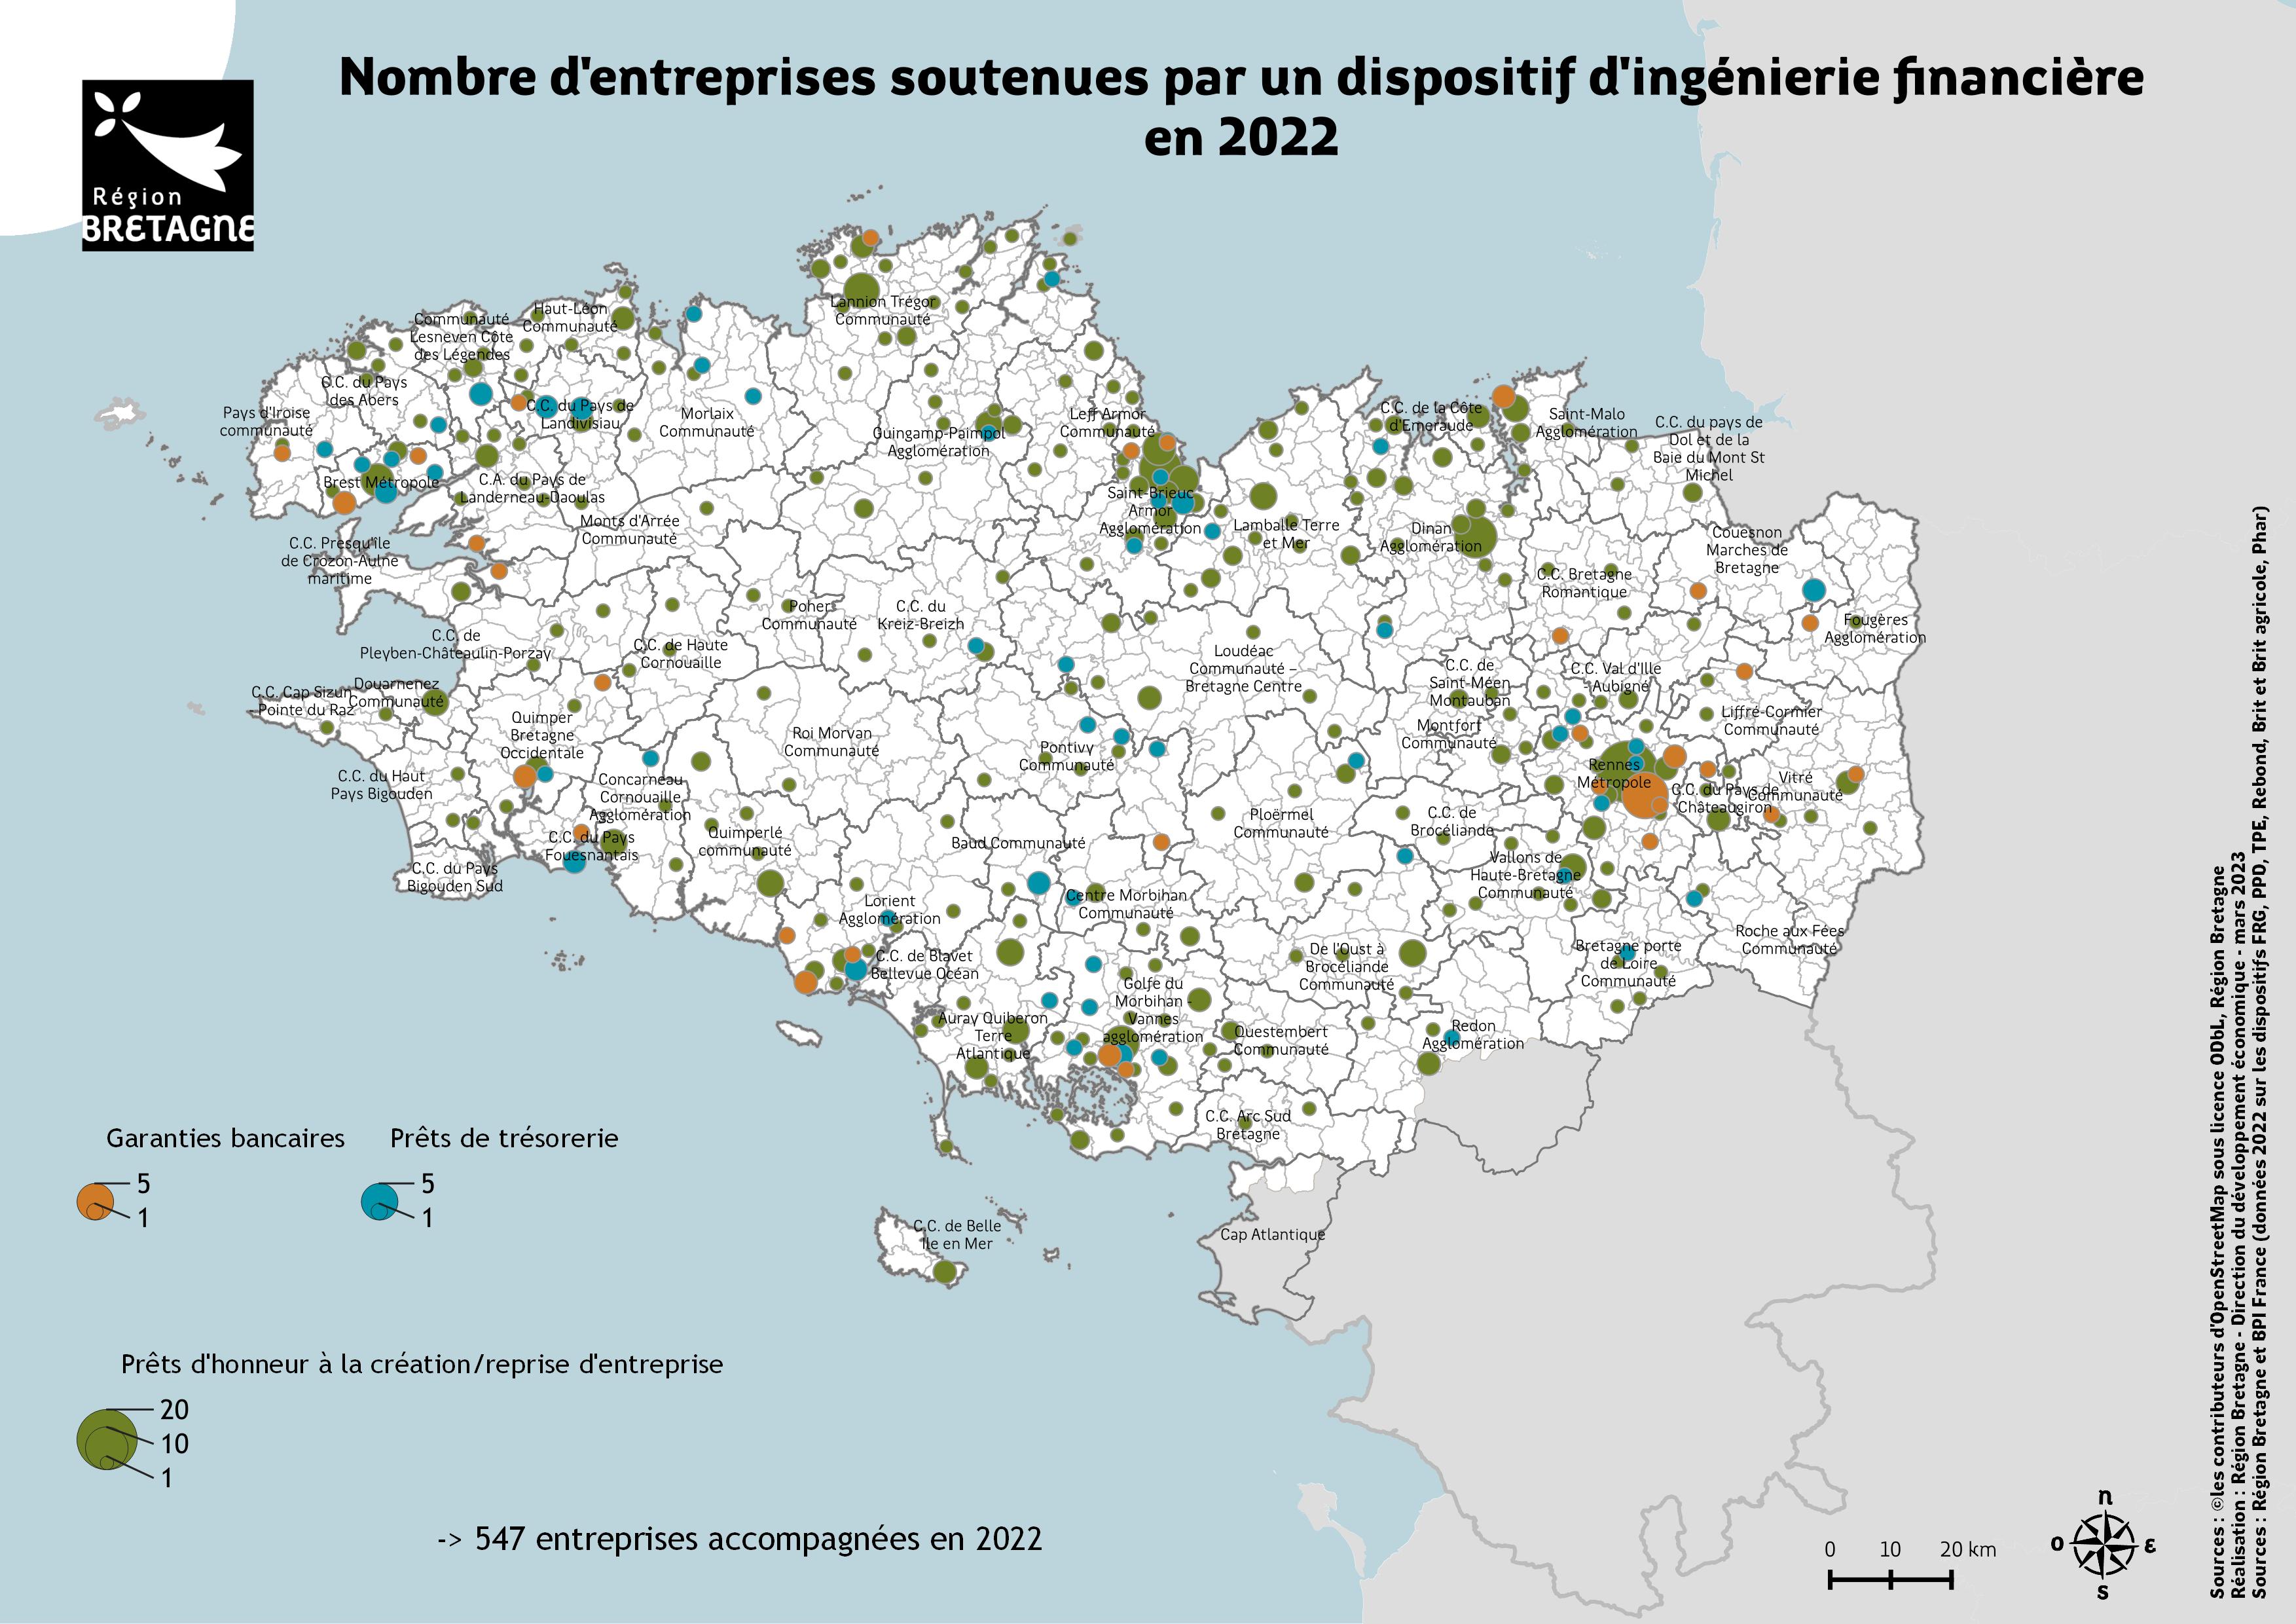 Nombre d'entreprises soutenues par un dispositif d'ingénierie financière
en 2022
Région
BRETAGNE
Lannion Trégor
Communauté
Haut-Léon
Communauté
Communauté
Lesneven Côte
des Légendes
C.C. du Pays
des Abers
Pays d'Iroise
communauté
C.C. du Pays de
Landivisiau
Morlaix
Communauté
Guingamp-Paimpol
Agglomération
Leff Armor
Communauté
C.C. de la Côte
d'Emeraude
Saint-Malo
Agglomération
C.C. du pays de
Dol et de la
Baie du Mont St
Michel
Brest Métropole
C.A. du Pays de
Landerneau-Daoulas
Monts d'Arrée
Communauté
Saint-Brieuc
Armor
Agglomération
Lamballe Terre
et Mer
Dinan
Agglomération
Couesnon
Marches de
Bretagne
C.C. Presqu'île
de Crozon-Aulne
maritime
C.C. Bretagne
Romantique
Poher
Communauté
C.C. du
Kreiz-Breizh
Fougères
Agglomération
C.C. de
Pleyben-Châteaulin-Porzay
C.C. de Haute
Cornouaille
Loudéac
Communauté –
Bretagne Centre
C.C. de
Saint-Méen
Montauban
C.C. Val d'Ille
-Aubigné
C.C. Cap Sizun
- Pointe du Raz
Douarnenez
Communauté
Quimper
Bretagne
Occidentale
Roi Morvan
Communauté
Pontivy
Communauté
Montfort
Communauté
Liffré-Cormier
Communauté
C.C. du Haut
Pays Bigouden
Concarneau
Cornouaille
Agglomération
Rennes
Métropole
C.C. du Pays de
Châteaugiron
Vitré
Communauté
Quimperlé
communauté
Baud Communauté
Ploërmel
Communauté
C.C. de
Brocéliande
C.C. du Pays
Fouesnantais
C.C. du Pays
Bigouden Sud
Vallons de
Haute-Bretagne
Communauté
Lorient
Agglomération
Centre Morbihan
Communauté
Roche aux Fées
Communauté
C.C. de Blavet
Bellevue Océan
De l'Oust à
Brocéliande
Communauté
Bretagne porte
de Loire
Communauté
Golfe du
Morbihan -
Vannes
agglomération
Auray Quiberon
Terre
Atlantique
Questembert
Communauté
Redon
Agglomération
C.C. Arc Sud
Bretagne
C.C. de Belle
Ile en Mer
Cap Atlantique
Garanties bancaires
5
1
Prêts de trésorerie
5
1
Prêts d'honneur à la création/reprise d'entreprise
20
10
1
-> 547 entreprises accompagnées en 2022
0 10 20 km
n
o
ε
s
Sources : ©les contributeurs d'OpenStreetMap sous licence ODbL, Région Bretagne
Réalisation : Région Bretagne - Direction du développement économique - mars 2023
Sources : Région Bretagne et BPI France (données 2022 sur les dispositifs FRG, PPD, TPE, Rebond, Brit et Brit agricole, Phar)